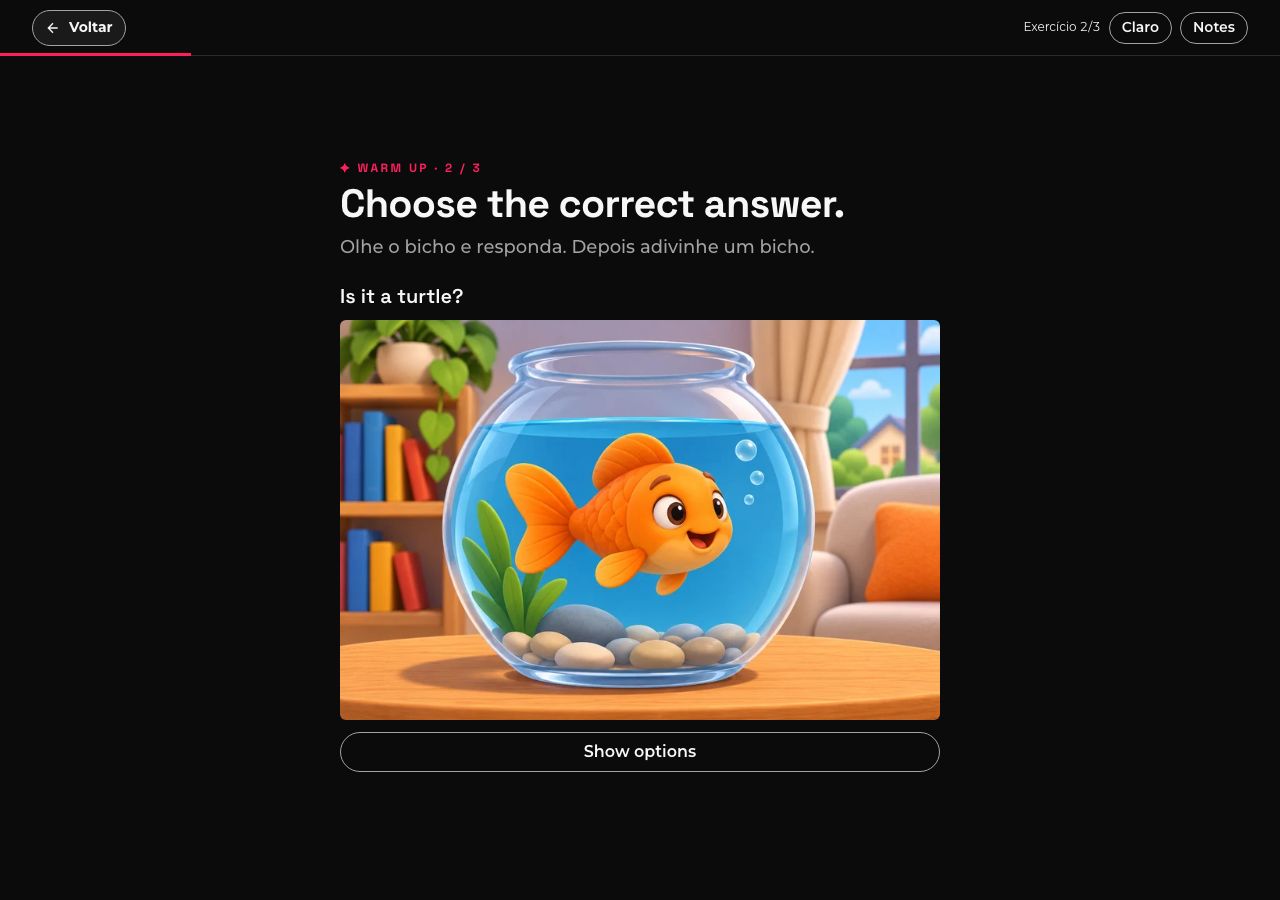 ← Voltar
Exercício 2/3
Claro
Notes
✦ WARM UP · 2 / 3
Choose the correct answer.
Olhe o bicho e responda. Depois adivinhe um bicho.
Is it a turtle?
Show options